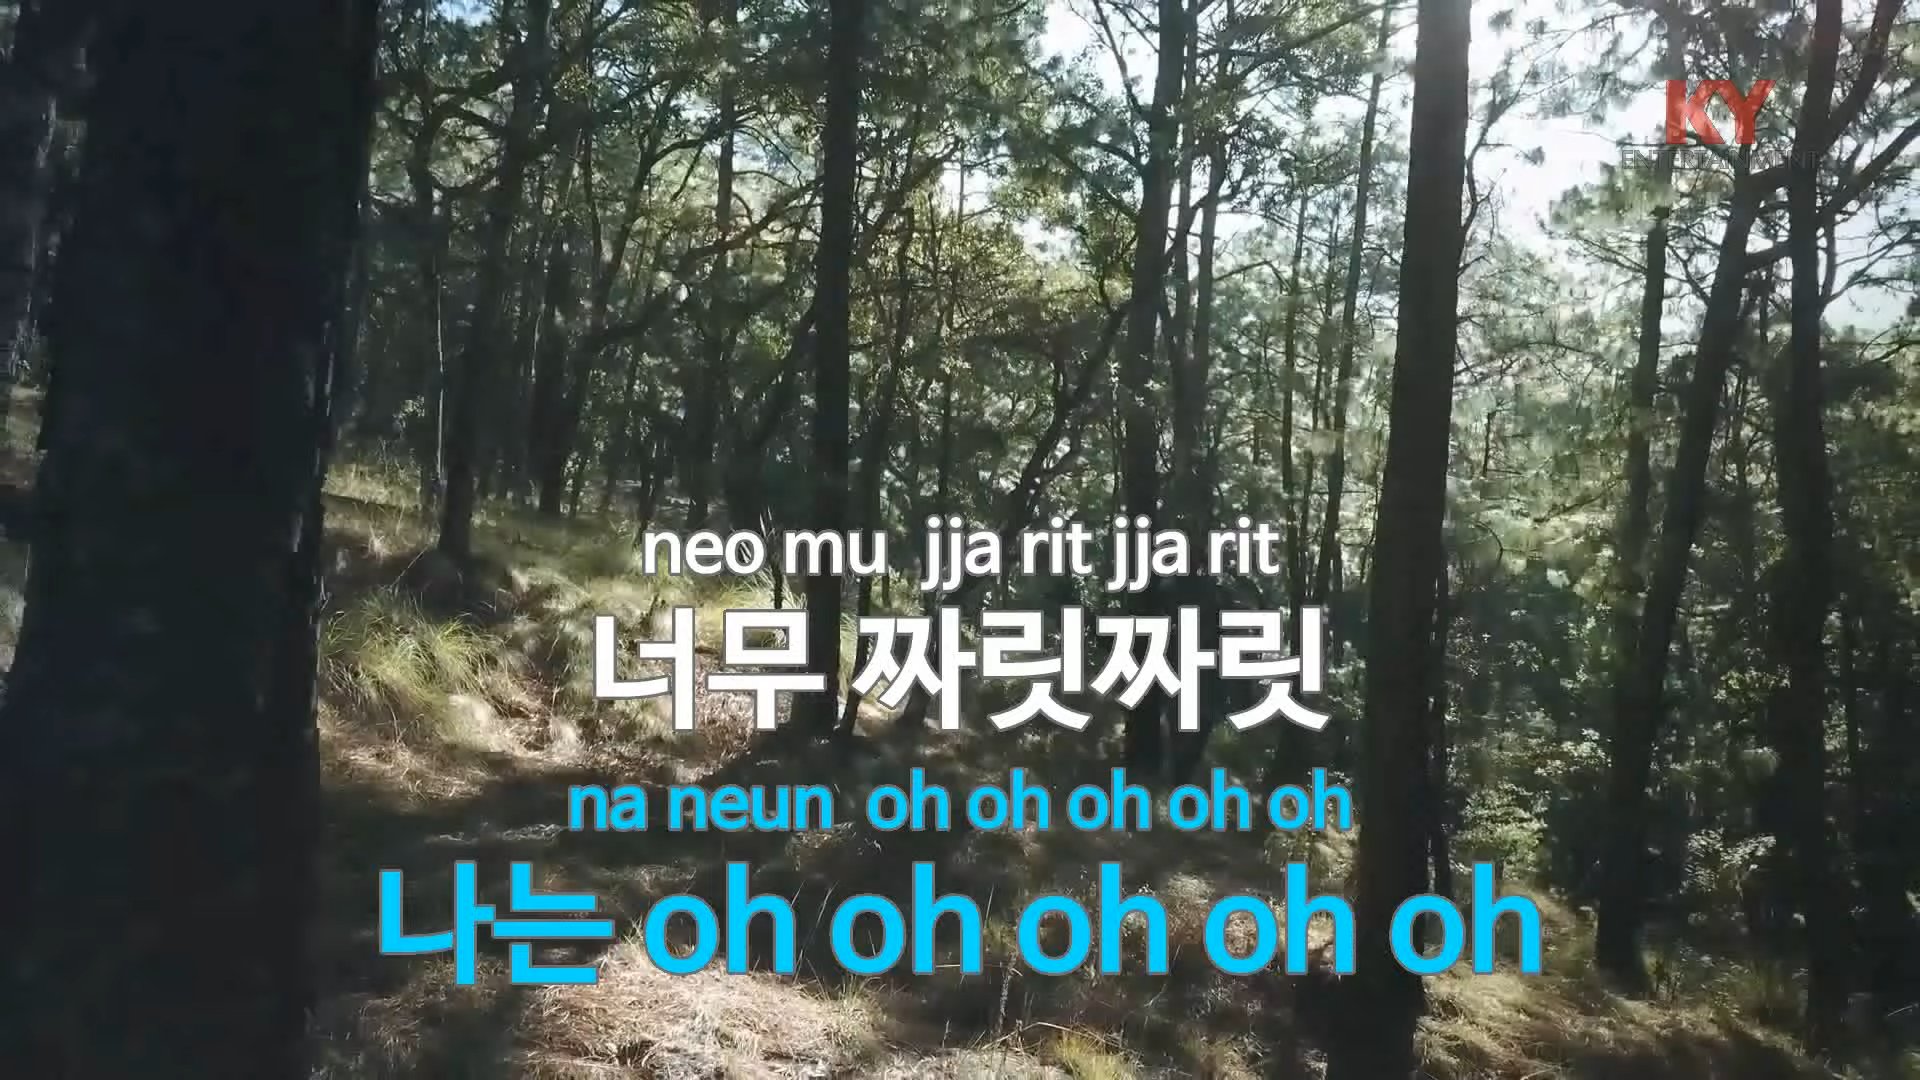 KY
ENTERTAINMENT
neo mu jja rit jja rit
너무 짜릿짜릿
na neun oh oh oh oh oh
나는 oh oh oh oh oh